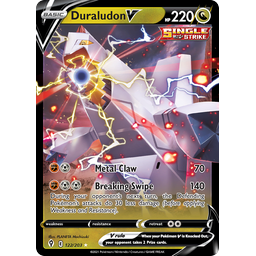 BASIC
Duraludon V
HP 220
SINGLE STRIKE
Metal Claw 70
Breaking Swipe 140
During your opponent's next turn, the Defending
Pokémon's attacks do 30 less damage (before applying
Weakness and Resistance).
weakness resistance retreat
Illus. PLANETA Mochizuki
V rule When your Pokémon V is Knocked Out,
your opponent takes 2 Prize cards.
122/203
©2021 Pokémon / Nintendo / Creatures / GAME FREAK